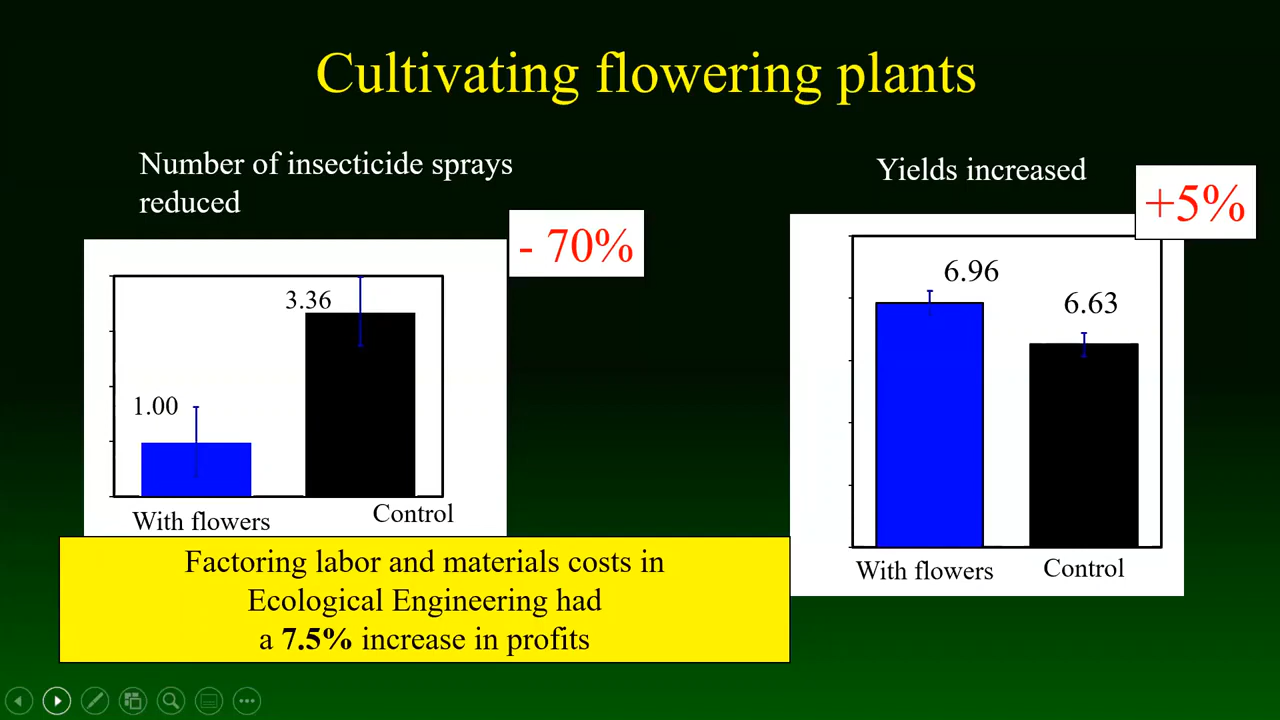 Cultivating flowering plants
Number of insecticide sprays
reduced
- 70%
3.36
1.00
With flowers
Control
Yields increased
+5%
6.96
6.63
With flowers
Control
Factoring labor and materials costs in
Ecological Engineering had
a 7.5% increase in profits